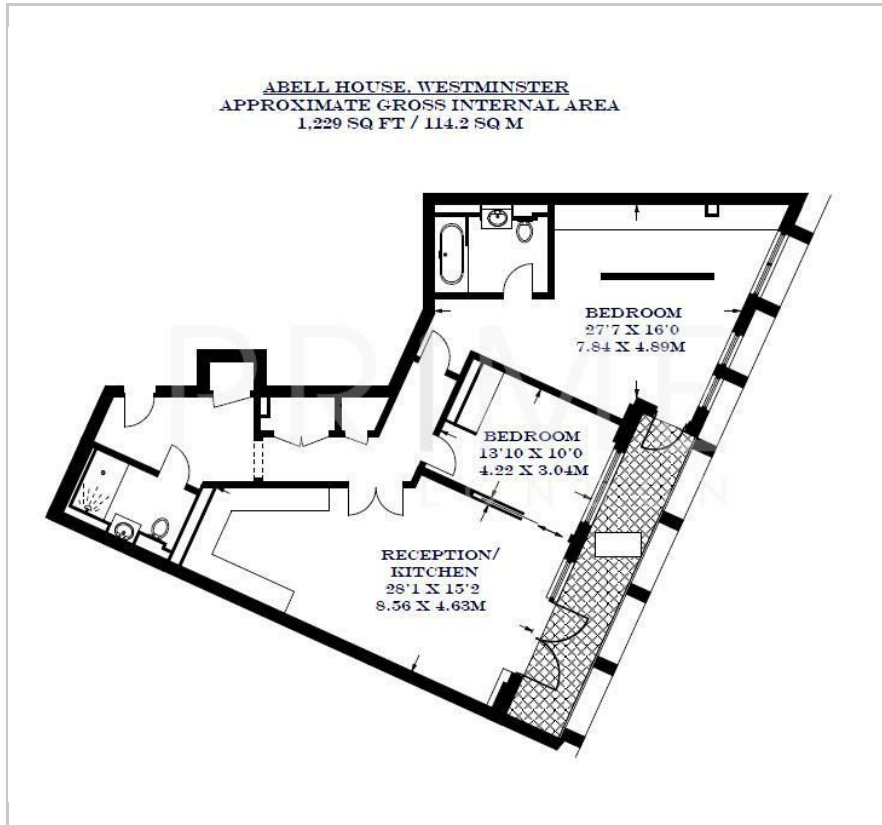 ABELL HOUSE, WESTMINSTER
APPROXIMATE GROSS INTERNAL AREA
1,229 SQ FT / 114.2 SQ M
BEDROOM
27'7 X 16'0
7.84 X 4.89M
BEDROOM
13'10 X 10'0
4.22 X 3.04M
RECEPTION/
KITCHEN
28'1 X 15'2
8.56 X 4.63M
PRIME
LONDON